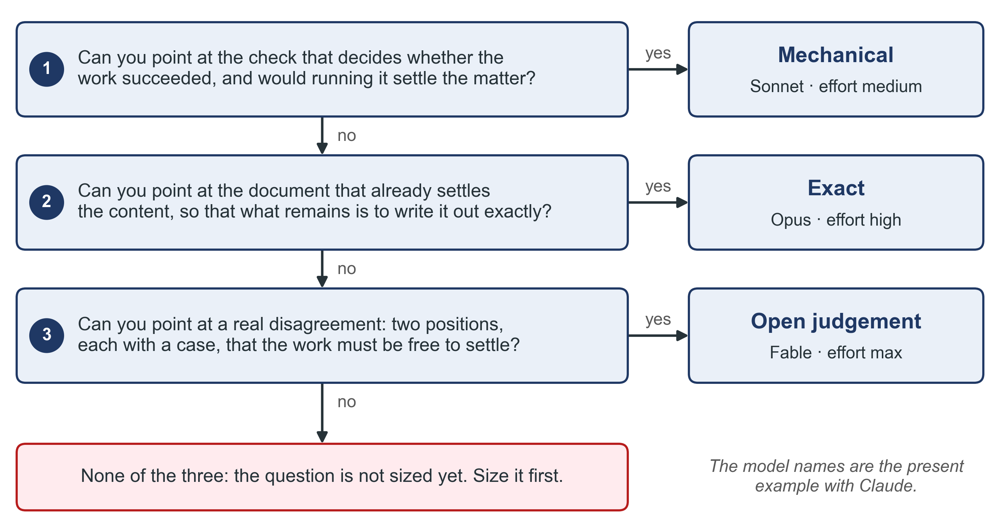 1
Can you point at the check that decides whether the
work succeeded, and would running it settle the matter?
yes
Mechanical
Sonnet · effort medium
no
2
Can you point at the document that already settles
the content, so that what remains is to write it out exactly?
yes
Exact
Opus · effort high
no
3
Can you point at a real disagreement: two positions,
each with a case, that the work must be free to settle?
yes
Open judgement
Fable · effort max
no
None of the three: the question is not sized yet. Size it first.
The model names are the present
example with Claude.